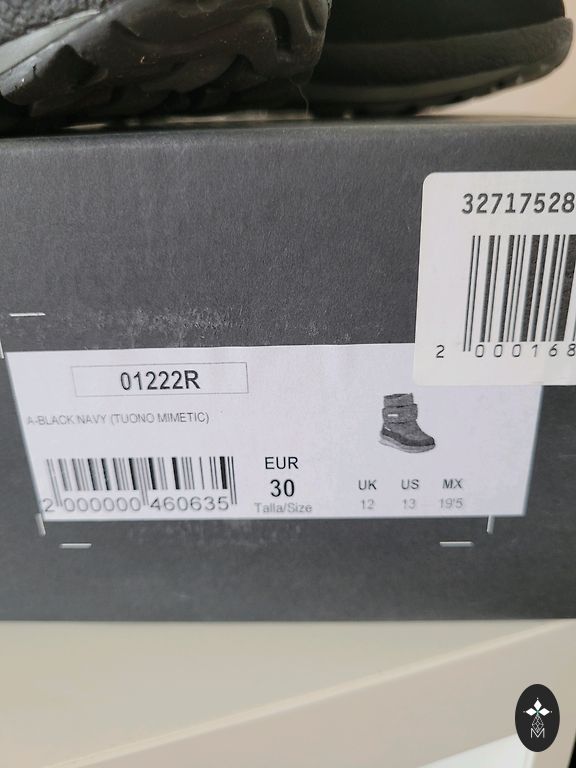 32717528
2 000168
01222R
A-BLACK NAVY (TUONO MIMETIC)
EUR
30
Talla/Size
UK US MX
12 13 19'5
2 000000 460635
M